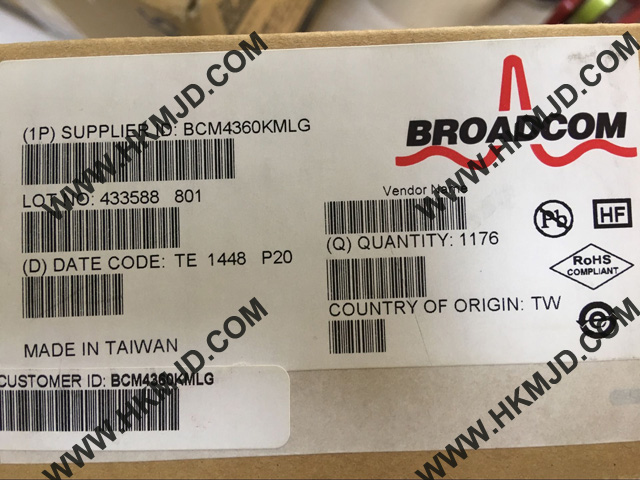 (1P) SUPPLIER ID: BCM4360KMLG
BROADCOM
LOT NO: 433588 801
Vendor Name
Pb
HF
(D) DATE CODE: TE 1448 P20
(Q) QUANTITY: 1176
RoHS
COMPLIANT
COUNTRY OF ORIGIN: TW
MADE IN TAIWAN
CUSTOMER ID: BCM4360KMLG
WWW.HKMJD.COM
WWW.HKMJD.COM
WWW.HKMJD.COM
WWW.HKMJD.COM
WWW.HKMJD.COM
WWW.HKMJD.COM